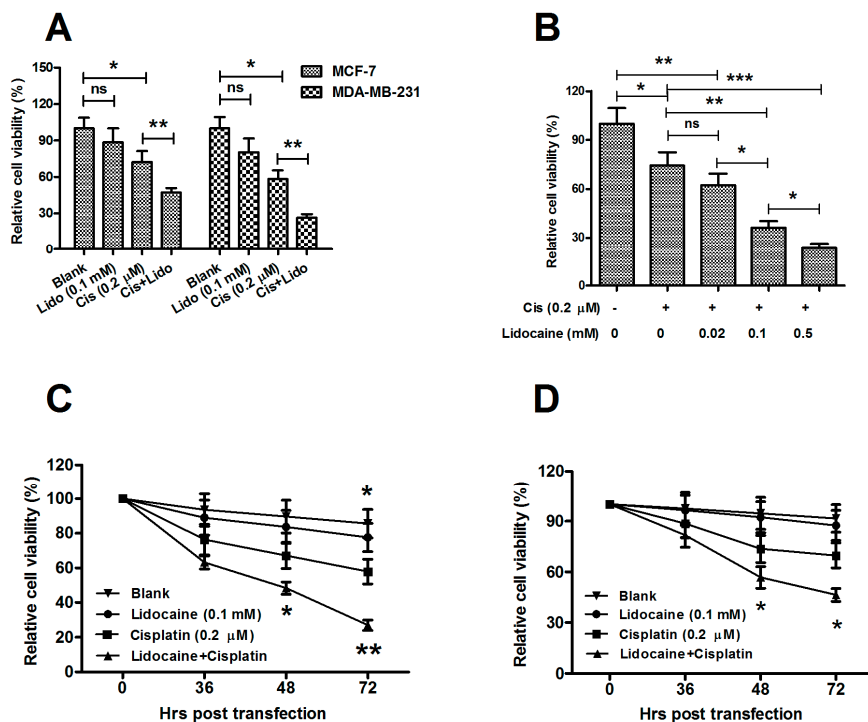 A
Relative cell viability (%)
150
120
90
60
30
0
*
ns
**
*
ns
**
MCF-7
MDA-MB-231
Blank
Lido (0.1 mM)
Cis (0.2 μM)
Cis+Lido
Blank
Lido (0.1 mM)
Cis (0.2 μM)
Cis+Lido
B
Relative cell viability (%)
120
90
60
30
0
**
***
*
**
ns
*
*
Cis (0.2 μM) - + + + +
Lidocaine (mM) 0 0 0.02 0.1 0.5
C
Relative cell viability (%)
120
100
80
60
40
20
0
*
*
**
Blank
Lidocaine (0.1 mM)
Cisplatin (0.2 μM)
Lidocaine+Cisplatin
0 36 48 72
Hrs post transfection
D
Relative cell viability (%)
120
90
60
30
0
*
*
Blank
Lidocaine (0.1 mM)
Cisplatin (0.2 μM)
Lidocaine+Cisplatin
0 36 48 72
Hrs post transfection